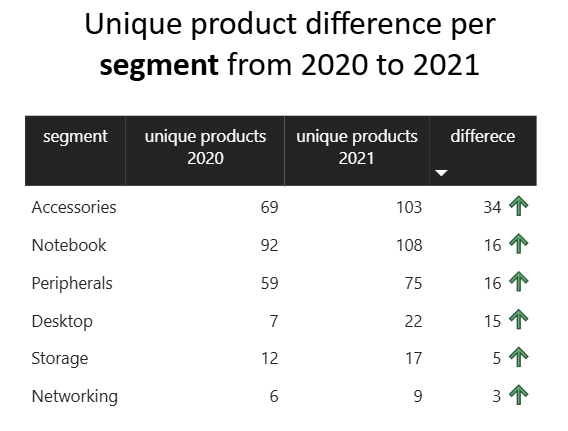 Unique product difference per
segment from 2020 to 2021
segment unique products 2020 unique products 2021 differece
Accessories 69 103 34
Notebook 92 108 16
Peripherals 59 75 16
Desktop 7 22 15
Storage 12 17 5
Networking 6 9 3